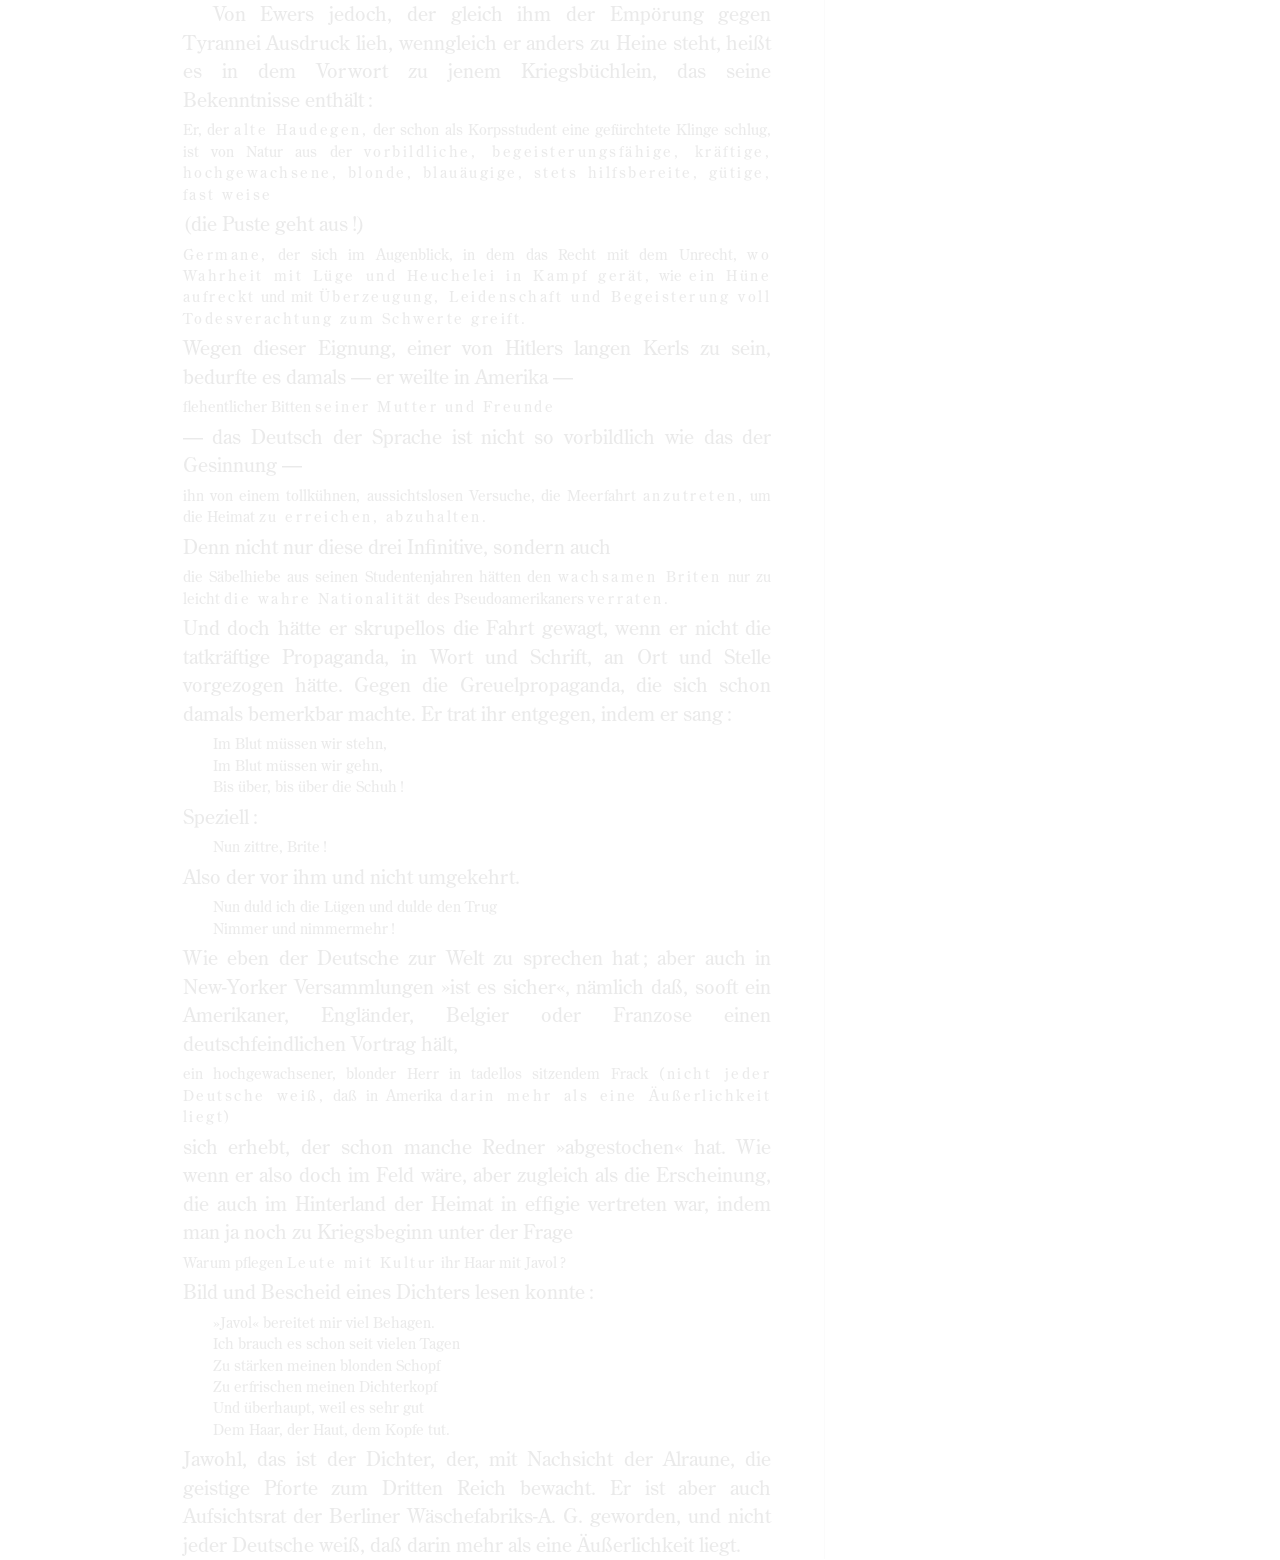 Von Ewers jedoch, der gleich ihm der Empörung gegen
Tyrannei Ausdruck lieh, wenngleich er anders zu Heine steht, heißt
es in dem Vorwort zu jenem Kriegsbüchlein, das seine
Bekenntnisse enthält :
Er, der alte Haudegen, der schon als Korpsstudent eine gefürchtete Klinge schlug,
ist von Natur aus der vorbildliche, begeisterungsfähige, kräftige,
hochgewachsene, blonde, blauäugige, stets hilfsbereite, gütige,
fast weise
(die Puste geht aus !)
Germane, der sich im Augenblick, in dem das Recht mit dem Unrecht, wo
Wahrheit mit Lüge und Heuchelei in Kampf gerät, wie ein Hüne
aufreckt und mit Überzeugung, Leidenschaft und Begeisterung voll
Todesverachtung zum Schwerte greift.
Wegen dieser Eignung, einer von Hitlers langen Kerls zu sein,
bedurfte es damals — er weilte in Amerika —
flehentlicher Bitten seiner Mutter und Freunde
— das Deutsch der Sprache ist nicht so vorbildlich wie das der
Gesinnung —
ihn von einem tollkühnen, aussichtslosen Versuche, die Meerfahrt anzutreten, um
die Heimat zu erreichen, abzuhalten.
Denn nicht nur diese drei Infinitive, sondern auch
die Säbelhiebe aus seinen Studentenjahren hätten den wachsamen Briten nur zu
leicht die wahre Nationalität des Pseudoamerikaners verraten.
Und doch hätte er skrupellos die Fahrt gewagt, wenn er nicht die
tatkräftige Propaganda, in Wort und Schrift, an Ort und Stelle
vorgezogen hätte. Gegen die Greuelpropaganda, die sich schon
damals bemerkbar machte. Er trat ihr entgegen, indem er sang :
Im Blut müssen wir stehn,
Im Blut müssen wir gehn,
Bis über, bis über die Schuh !
Speziell :
Nun zittre, Brite !
Also der vor ihm und nicht umgekehrt.
Nun duld ich die Lügen und dulde den Trug
Nimmer und nimmermehr !
Wie eben der Deutsche zur Welt zu sprechen hat ; aber auch in
New-Yorker Versammlungen »ist es sicher«, nämlich daß, sooft ein
Amerikaner, Engländer, Belgier oder Franzose einen
deutschfeindlichen Vortrag hält,
ein hochgewachsener, blonder Herr in tadellos sitzendem Frack (nicht jeder
Deutsche weiß, daß in Amerika darin mehr als eine Äußerlichkeit
liegt)
sich erhebt, der schon manche Redner »abgestochen« hat. Wie
wenn er also doch im Feld wäre, aber zugleich als die Erscheinung,
die auch im Hinterland der Heimat in effigie vertreten war, indem
man ja noch zu Kriegsbeginn unter der Frage
Warum pflegen Leute mit Kultur ihr Haar mit Javol ?
Bild und Bescheid eines Dichters lesen konnte :
»Javol« bereitet mir viel Behagen.
Ich brauch es schon seit vielen Tagen
Zu stärken meinen blonden Schopf
Zu erfrischen meinen Dichterkopf
Und überhaupt, weil es sehr gut
Dem Haar, der Haut, dem Kopfe tut.
Jawohl, das ist der Dichter, der, mit Nachsicht der Alraune, die
geistige Pforte zum Dritten Reich bewacht. Er ist aber auch
Aufsichtsrat der Berliner Wäschefabriks-A. G. geworden, und nicht
jeder Deutsche weiß, daß darin mehr als eine Äußerlichkeit liegt.